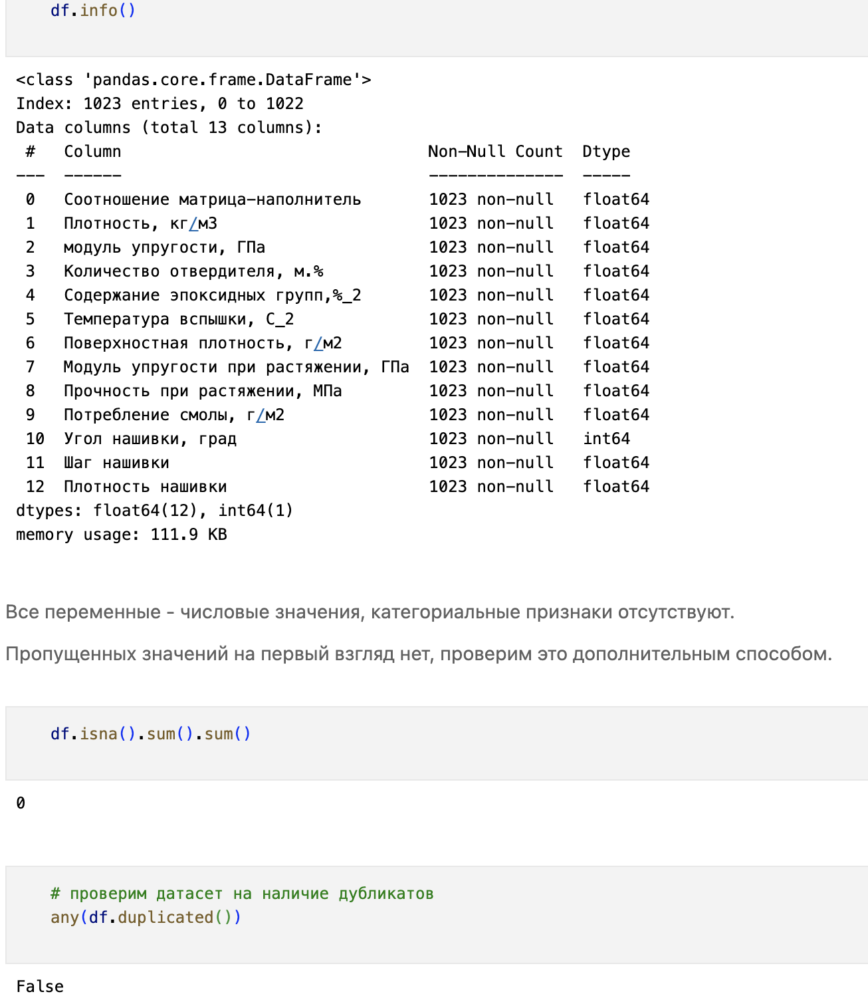 df.info()
<class 'pandas.core.frame.DataFrame'>
Index: 1023 entries, 0 to 1022
Data columns (total 13 columns):
 #   Column                                Non-Null Count  Dtype
---  ------                                --------------  -----
 0   Соотношение матрица-наполнитель       1023 non-null   float64
 1   Плотность, кг/м3                      1023 non-null   float64
 2   модуль упругости, ГПа                 1023 non-null   float64
 3   Количество отвердителя, м.%           1023 non-null   float64
 4   Содержание эпоксидных групп,%_2       1023 non-null   float64
 5   Температура вспышки, С_2              1023 non-null   float64
 6   Поверхностная плотность, г/м2         1023 non-null   float64
 7   Модуль упругости при растяжении, ГПа  1023 non-null   float64
 8   Прочность при растяжении, МПа         1023 non-null   float64
 9   Потребление смолы, г/м2               1023 non-null   float64
 10  Угол нашивки, град                    1023 non-null   int64
 11  Шаг нашивки                           1023 non-null   float64
 12  Плотность нашивки                     1023 non-null   float64
dtypes: float64(12), int64(1)
memory usage: 111.9 KB
Все переменные - числовые значения, категориальные признаки отсутствуют.
Пропущенных значений на первый взгляд нет, проверим это дополнительным способом.
df.isna().sum().sum()
0
# проверим датасет на наличие дубликатов
any(df.duplicated())
False